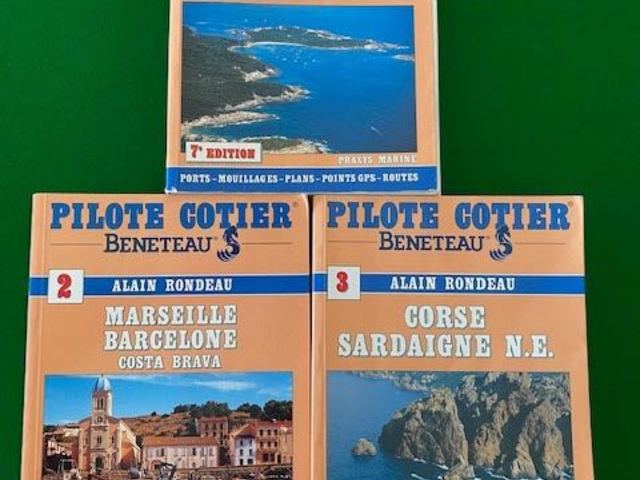 7e EDITION
PRAXYS MARINE
PORTS-MOUILLAGES-PLANS-POINTS GPS-ROUTES
PILOTE COTIER
BENETEAU
2
ALAIN RONDEAU
MARSEILLE
BARCELONE
COSTA BRAVA
PILOTE COTIER
BENETEAU
3
ALAIN RONDEAU
CORSE
SARDAIGNE N.E.